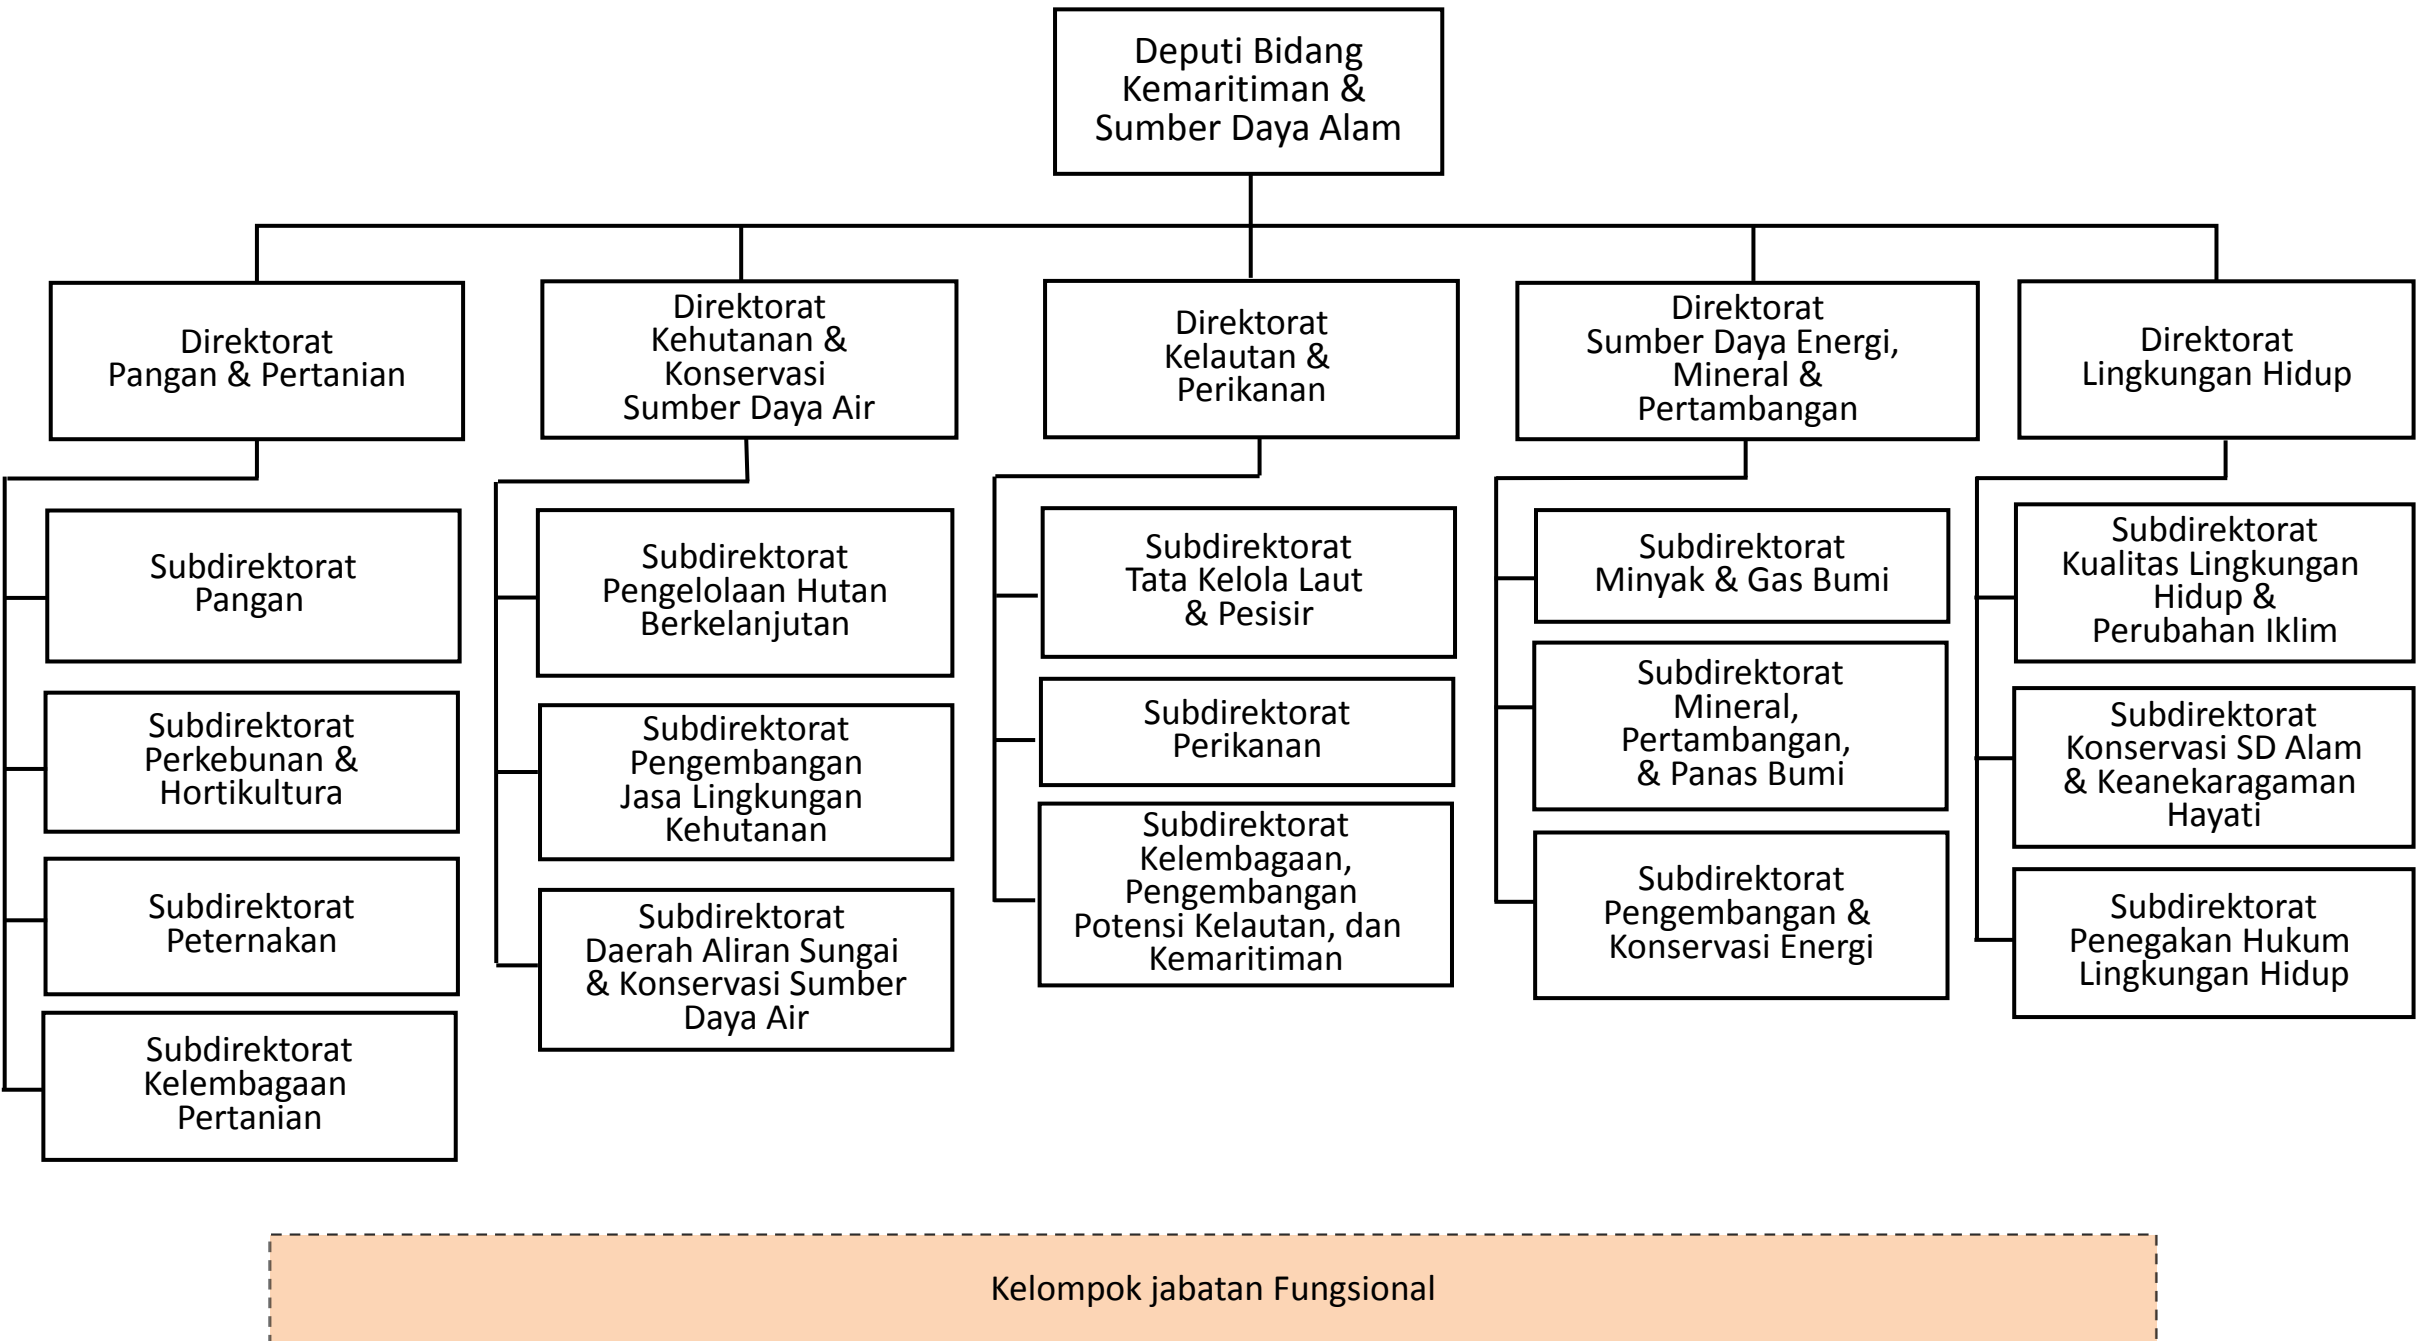 Deputi Bidang
Kemaritiman &
Sumber Daya Alam
Direktorat
Pangan & Pertanian
Direktorat
Kehutanan &
Konservasi
Sumber Daya Air
Direktorat
Kelautan &
Perikanan
Direktorat
Sumber Daya Energi,
Mineral &
Pertambangan
Direktorat
Lingkungan Hidup
Subdirektorat
Pangan
Subdirektorat
Perkebunan &
Hortikultura
Subdirektorat
Peternakan
Subdirektorat
Kelembagaan
Pertanian
Subdirektorat
Pengelolaan Hutan
Berkelanjutan
Subdirektorat
Pengembangan
Jasa Lingkungan
Kehutanan
Subdirektorat
Daerah Aliran Sungai
& Konservasi Sumber
Daya Air
Subdirektorat
Tata Kelola Laut
& Pesisir
Subdirektorat
Perikanan
Subdirektorat
Kelembagaan,
Pengembangan
Potensi Kelautan, dan
Kemaritiman
Subdirektorat
Minyak & Gas Bumi
Subdirektorat
Mineral,
Pertambangan,
& Panas Bumi
Subdirektorat
Pengembangan &
Konservasi Energi
Subdirektorat
Kualitas Lingkungan
Hidup &
Perubahan Iklim
Subdirektorat
Konservasi SD Alam
& Keanekaragaman
Hayati
Subdirektorat
Penegakan Hukum
Lingkungan Hidup
Kelompok jabatan Fungsional